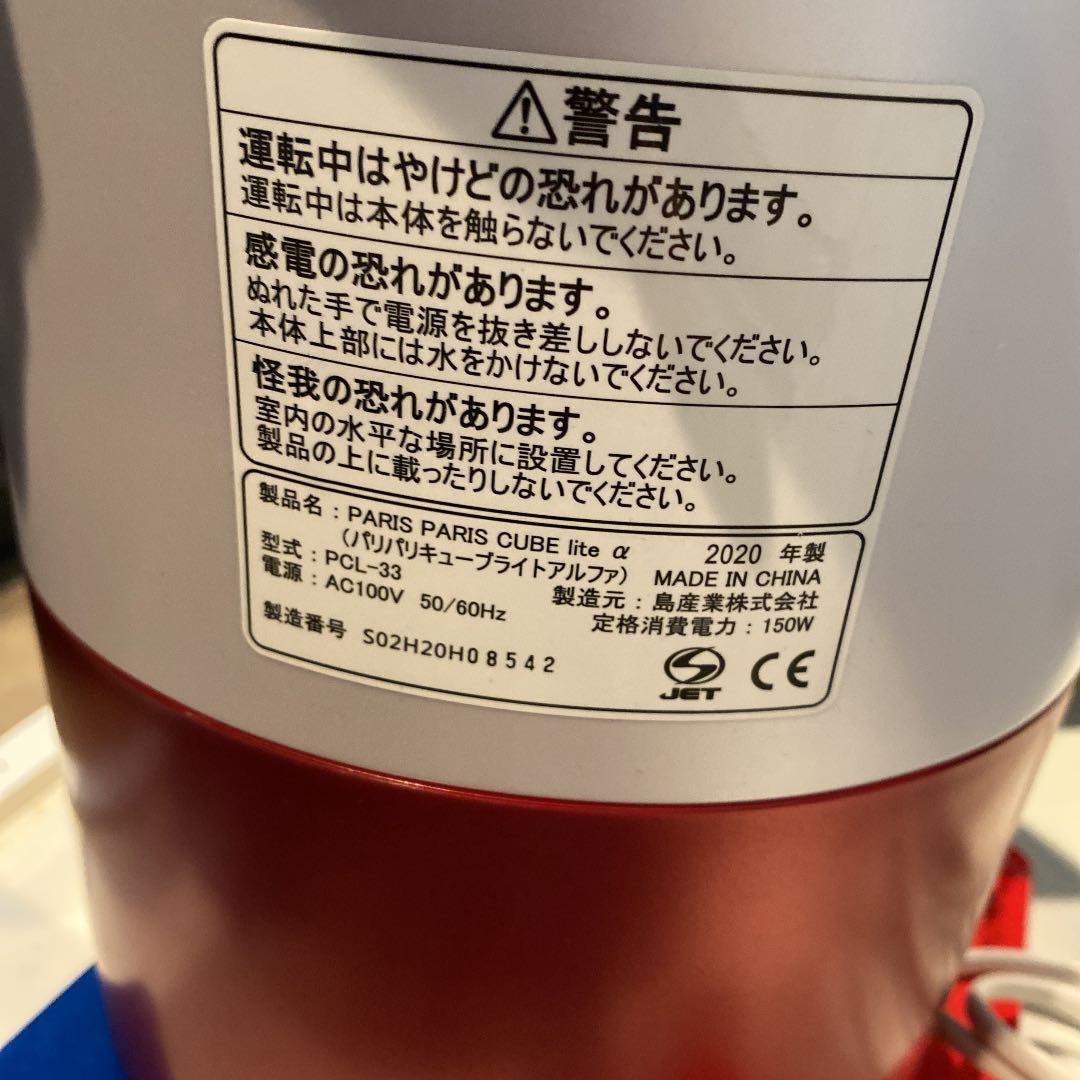 警告
運転中はやけどの恐れがあります。
運転中は本体を触らないでください。
感電の恐れがあります。
ぬれた手で電源を抜き差ししないでください。
本体上部には水をかけないでください。
怪我の恐れがあります。
室内の水平な場所に設置してください。
製品の上に載ったりしないでください。
製品名：PARIS PARIS CUBE lite α 2020 年製
（パリパリキューブライトアルファ） MADE IN CHINA
型式：PCL-33 製造元：島産業株式会社
電源：AC100V 50/60Hz 定格消費電力：150W
製造番号 S02H20H08542
JET CE